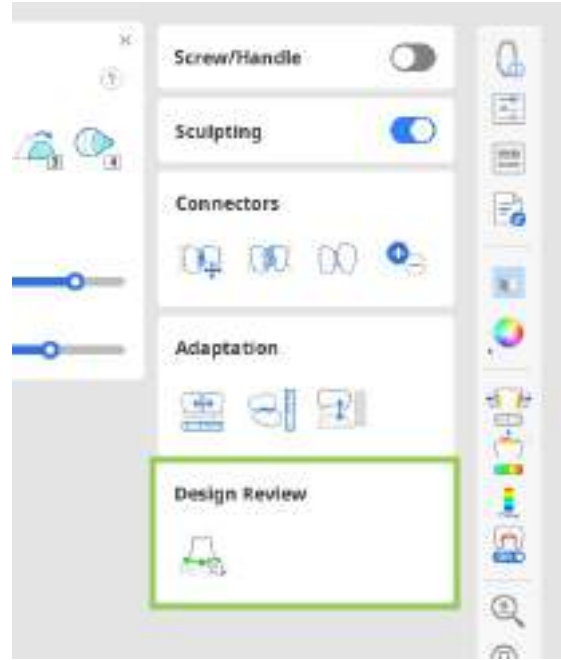 Screw/Handle
Sculpting
Connectors
Adaptation
Design Review